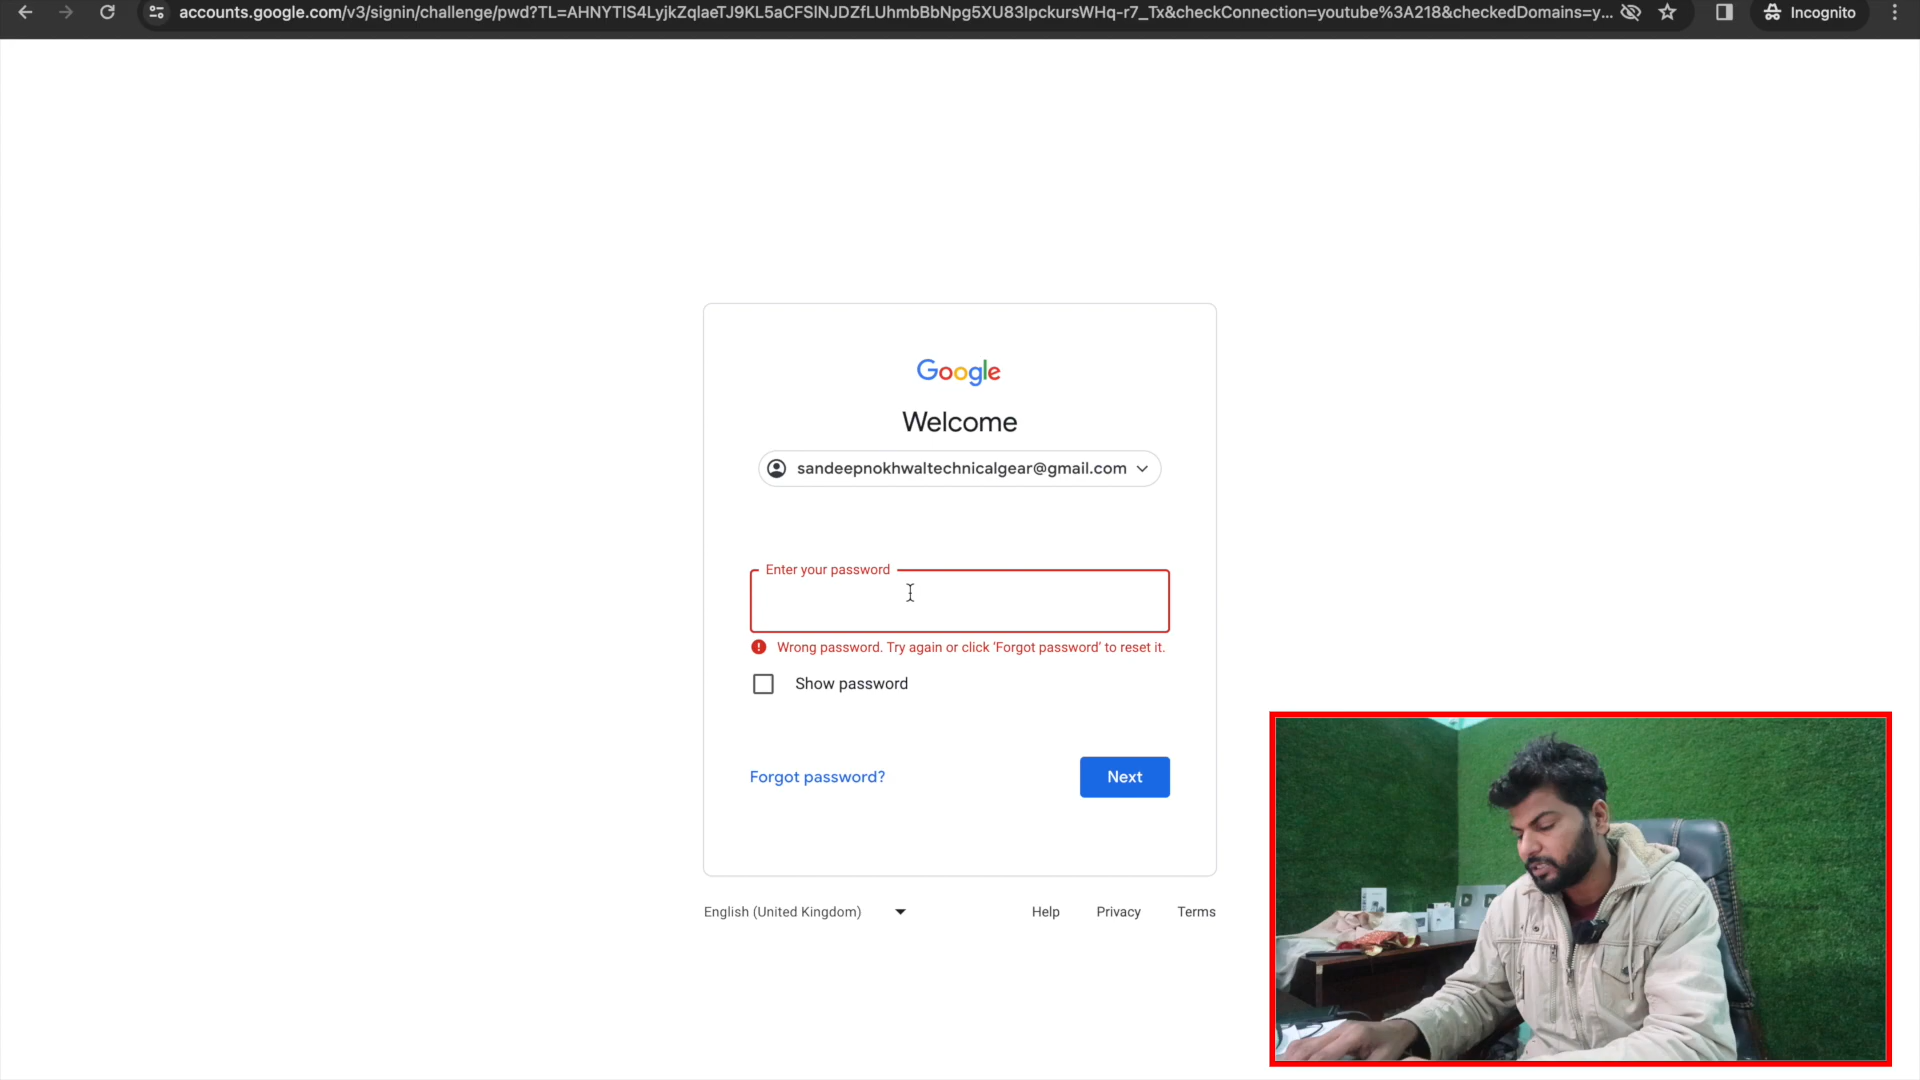 accounts.google.com/v3/signin/challenge/pwd?TL=AHNYTIS4LyjkZqlaeTJ9KL5aCFSlNJDZfLUhmbBbNpg5XU83IpckursWHq-r7_Tx&checkConnection=youtube%3A218&checkedDomains=y...
Incognito
Google
Welcome
sandeepnokhwaltechnicalgear@gmail.com
Enter your password
Wrong password. Try again or click 'Forgot password' to reset it.
Show password
Forgot password?
Next
English (United Kingdom)
Help
Privacy
Terms